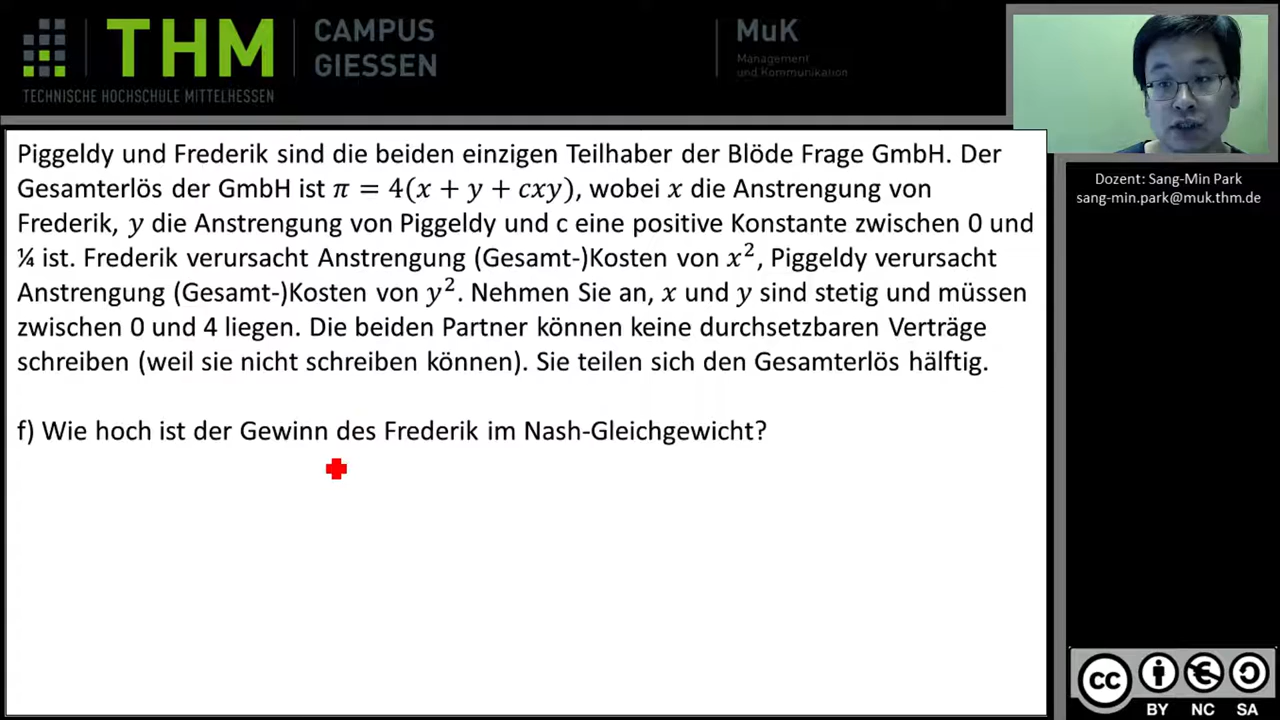 THM
CAMPUS
GIESSEN
TECHNISCHE HOCHSCHULE MITTELHESSEN
MuK
Management
und Kommunikation
Piggeldy und Frederik sind die beiden einzigen Teilhaber der Blöde Frage GmbH. Der
Gesamterlös der GmbH ist π = 4(x + y + cxy), wobei x die Anstrengung von
Frederik, y die Anstrengung von Piggeldy und c eine positive Konstante zwischen 0 und
¼ ist. Frederik verursacht Anstrengung (Gesamt-)Kosten von x², Piggeldy verursacht
Anstrengung (Gesamt-)Kosten von y². Nehmen Sie an, x und y sind stetig und müssen
zwischen 0 und 4 liegen. Die beiden Partner können keine durchsetzbaren Verträge
schreiben (weil sie nicht schreiben können). Sie teilen sich den Gesamterlös hälftig.
f) Wie hoch ist der Gewinn des Frederik im Nash-Gleichgewicht?
Dozent: Sang-Min Park
sang-min.park@muk.thm.de
cc
BY NC SA